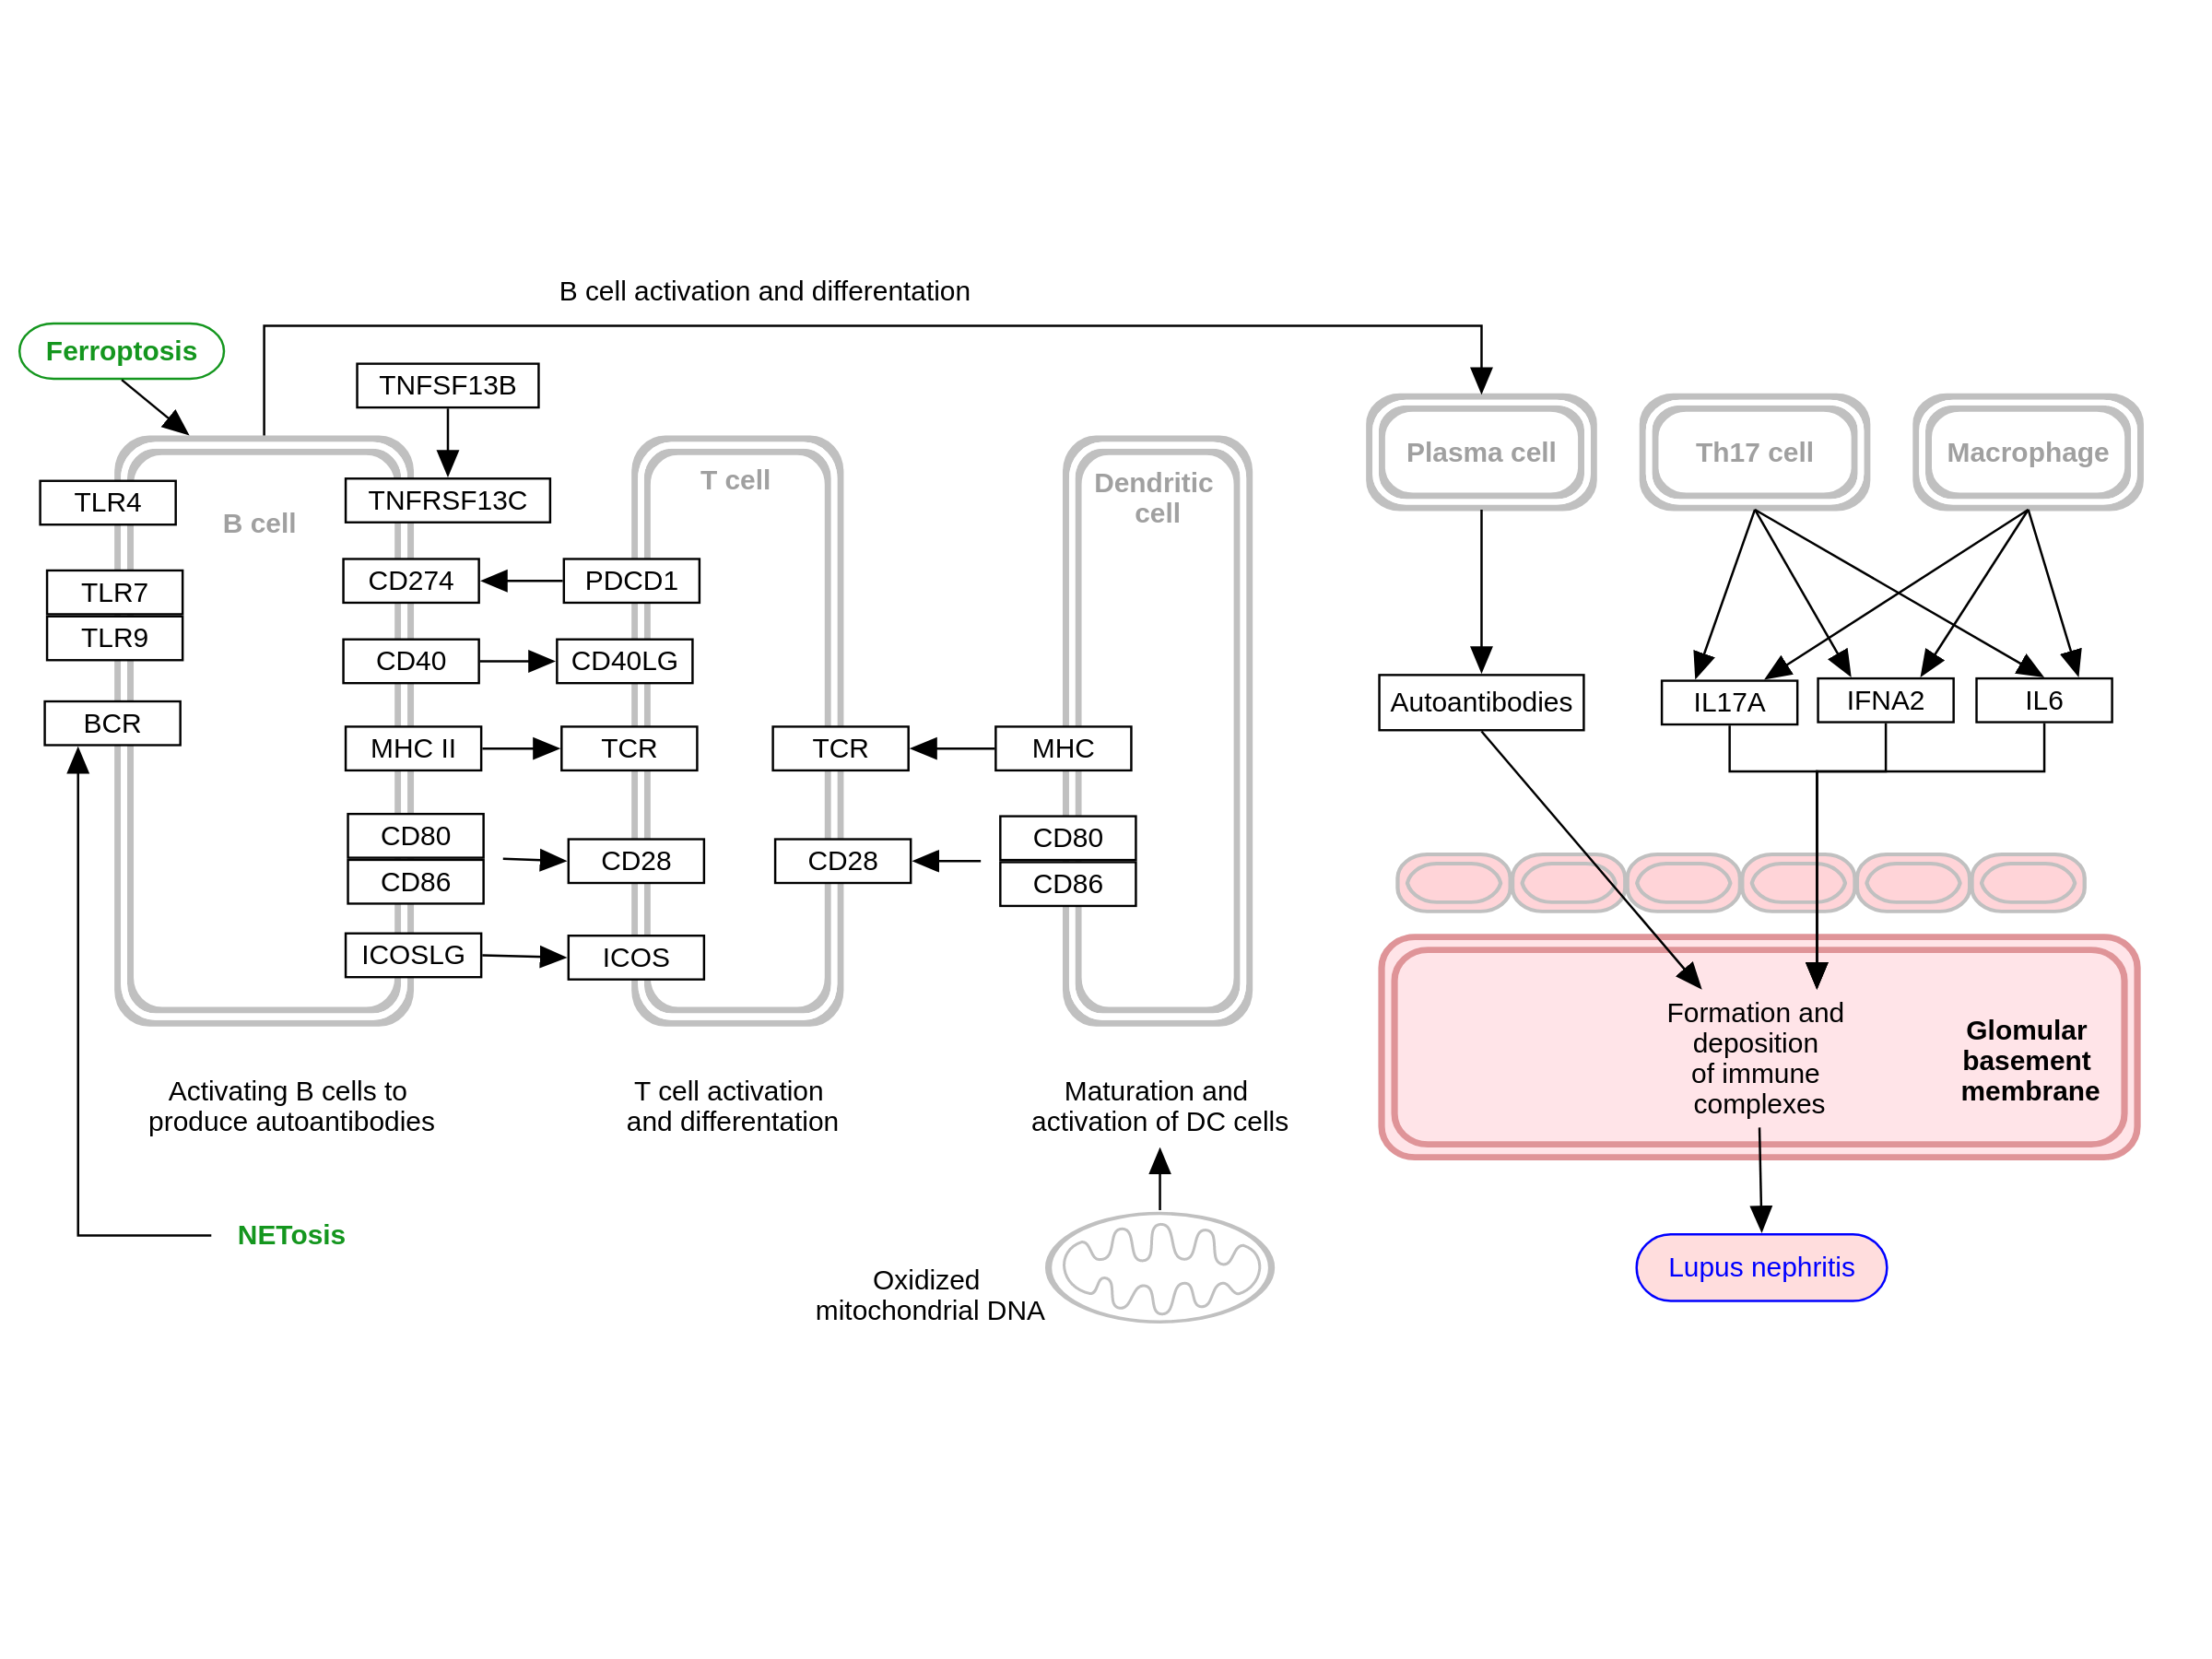 B cell activation and differentation
Ferroptosis
TNFSF13B
TLR4
TNFRSF13C
B cell
T cell
Dendritic
cell
Plasma cell
Th17 cell
Macrophage
TLR7
TLR9
CD274
PDCD1
CD40
CD40LG
BCR
MHC II
TCR
TCR
MHC
Autoantibodies
IL17A
IFNA2
IL6
CD80
CD86
CD28
CD28
CD80
CD86
ICOSLG
ICOS
Formation and
deposition
of immune
complexes
Glomular
basement
membrane
Activating B cells to
produce autoantibodies
T cell activation
and differentation
Maturation and
activation of DC cells
NETosis
Oxidized
mitochondrial DNA
Lupus nephritis